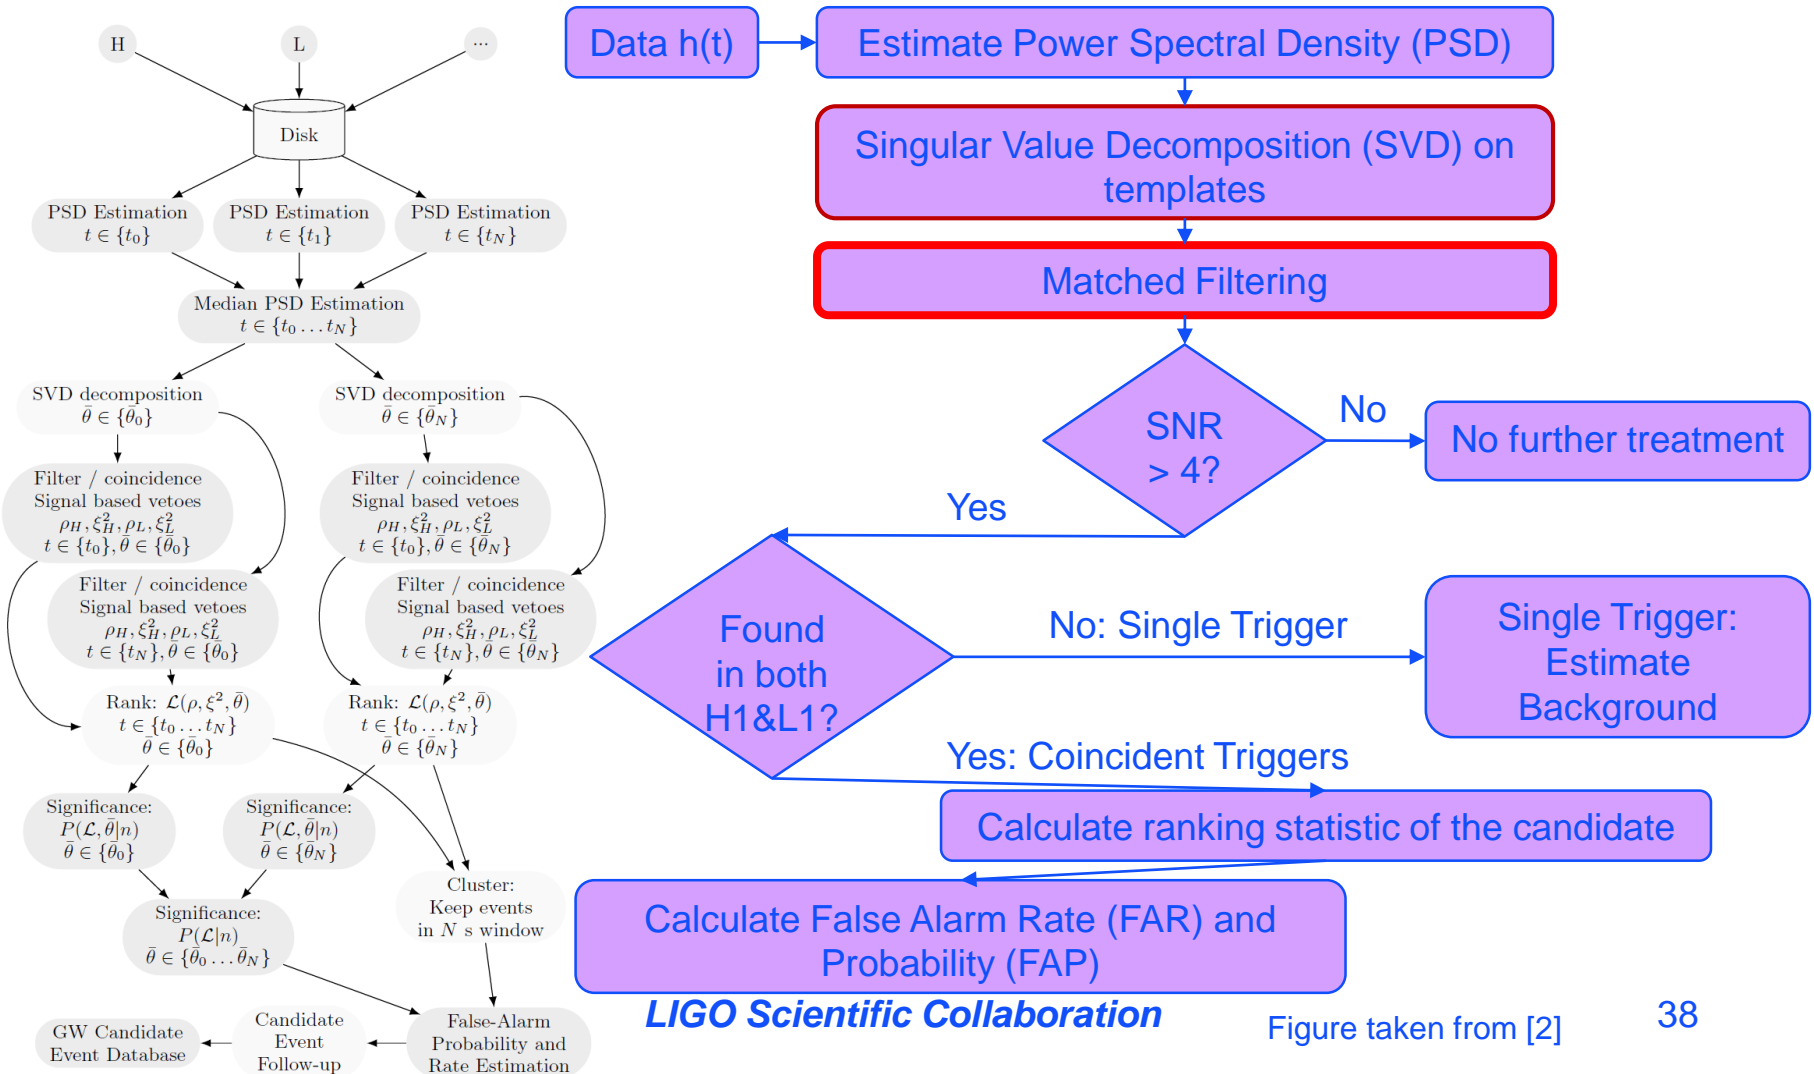 H
L
...
Disk
PSD Estimation
t ∈ {t₀}
PSD Estimation
t ∈ {t₁}
PSD Estimation
t ∈ {t_N}
Median PSD Estimation
t ∈ {t₀ … t_N}
SVD decomposition
θ̄ ∈ {θ̄₀}
SVD decomposition
θ̄ ∈ {θ̄_N}
Filter / coincidence
Signal based vetoes
ρ_H, ξ²_H, ρ_L, ξ²_L
t ∈ {t₀}, θ̄ ∈ {θ̄₀}
Filter / coincidence
Signal based vetoes
ρ_H, ξ²_H, ρ_L, ξ²_L
t ∈ {t₀}, θ̄ ∈ {θ̄_N}
Filter / coincidence
Signal based vetoes
ρ_H, ξ²_H, ρ_L, ξ²_L
t ∈ {t_N}, θ̄ ∈ {θ̄₀}
Filter / coincidence
Signal based vetoes
ρ_H, ξ²_H, ρ_L, ξ²_L
t ∈ {t_N}, θ̄ ∈ {θ̄_N}
Rank: ℒ(ρ, ξ², θ̄)
t ∈ {t₀ … t_N}
θ̄ ∈ {θ̄₀}
Rank: ℒ(ρ, ξ², θ̄)
t ∈ {t₀ … t_N}
θ̄ ∈ {θ̄_N}
Significance:
P(ℒ, θ̄|n)
θ̄ ∈ {θ̄₀}
Significance:
P(ℒ, θ̄|n)
θ̄ ∈ {θ̄_N}
Significance:
P(ℒ|n)
θ̄ ∈ {θ̄₀ … θ̄_N}
Cluster:
Keep events
in N s window
False-Alarm
Probability and
Rate Estimation
Candidate
Event
Follow-up
GW Candidate
Event Database
Data h(t)
Estimate Power Spectral Density (PSD)
Singular Value Decomposition (SVD) on
templates
Matched Filtering
SNR
> 4?
No
No further treatment
Yes
Found
in both
H1&L1?
No: Single Trigger
Single Trigger:
Estimate
Background
Yes: Coincident Triggers
Calculate ranking statistic of the candidate
Calculate False Alarm Rate (FAR) and
Probability (FAP)
LIGO Scientific Collaboration
Figure taken from [2]
38